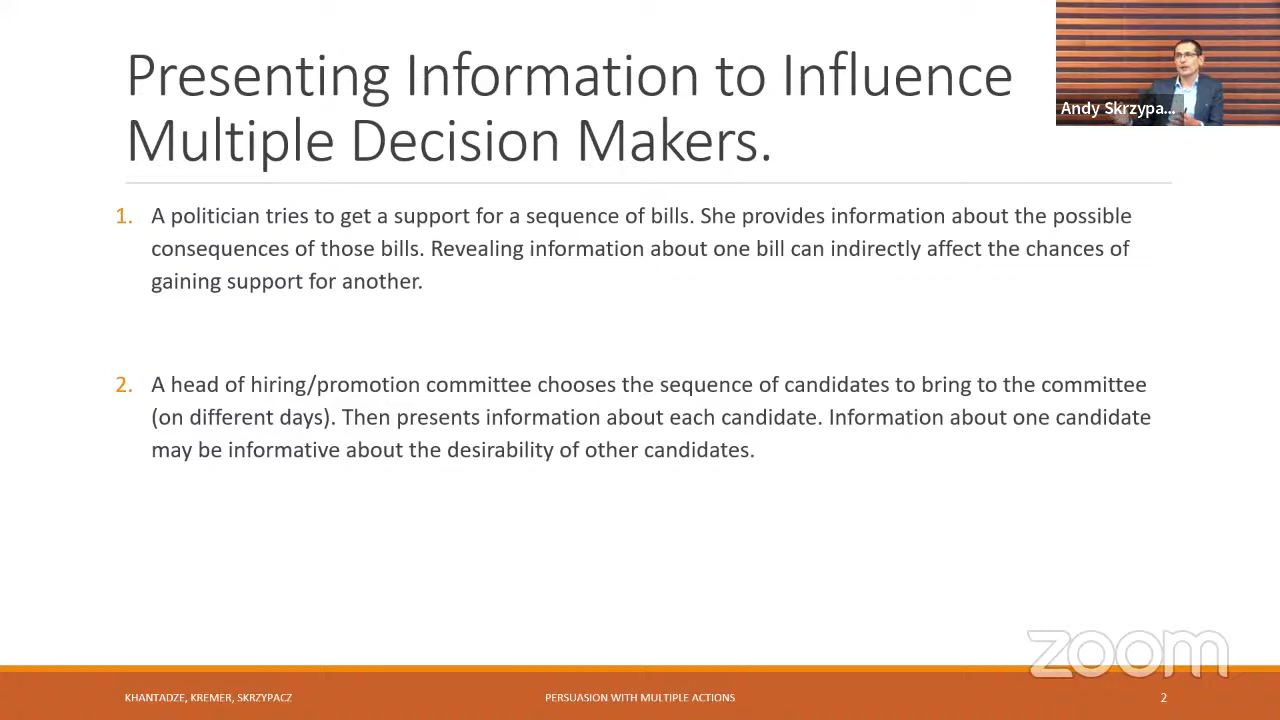 Presenting Information to Influence
Multiple Decision Makers.
Andy Skrzypa...
1. A politician tries to get a support for a sequence of bills. She provides information about the possible
consequences of those bills. Revealing information about one bill can indirectly affect the chances of
gaining support for another.
2. A head of hiring/promotion committee chooses the sequence of candidates to bring to the committee
(on different days). Then presents information about each candidate. Information about one candidate
may be informative about the desirability of other candidates.
zoom
KHANTADZE, KREMER, SKRZYPACZ
PERSUASION WITH MULTIPLE ACTIONS
2